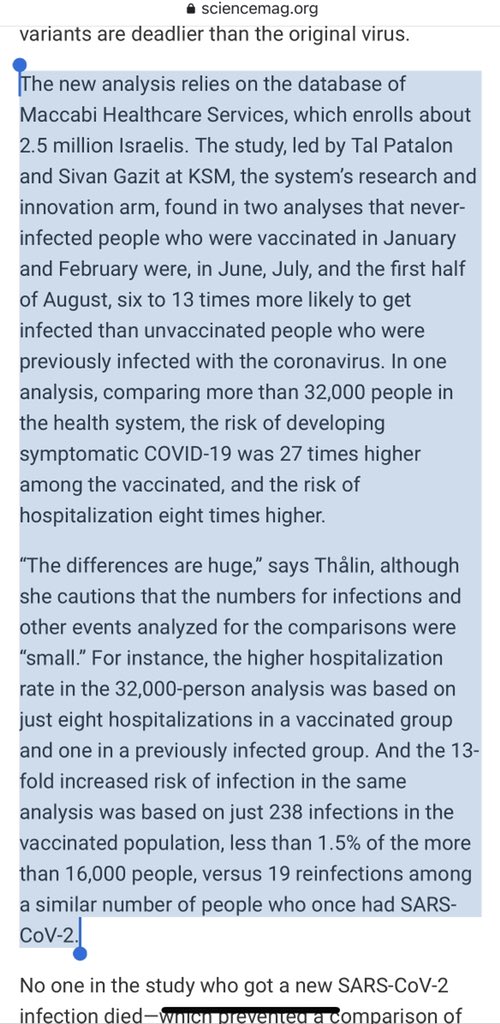 sciencemag.org
variants are deadlier than the original virus.
The new analysis relies on the database of
Maccabi Healthcare Services, which enrolls about
2.5 million Israelis. The study, led by Tal Patalon
and Sivan Gazit at KSM, the system's research and
innovation arm, found in two analyses that never-
infected people who were vaccinated in January
and February were, in June, July, and the first half
of August, six to 13 times more likely to get
infected than unvaccinated people who were
previously infected with the coronavirus. In one
analysis, comparing more than 32,000 people in
the health system, the risk of developing
symptomatic COVID-19 was 27 times higher
among the vaccinated, and the risk of
hospitalization eight times higher.
“The differences are huge,” says Thålin, although
she cautions that the numbers for infections and
other events analyzed for the comparisons were
“small.” For instance, the higher hospitalization
rate in the 32,000-person analysis was based on
just eight hospitalizations in a vaccinated group
and one in a previously infected group. And the 13-
fold increased risk of infection in the same
analysis was based on just 238 infections in the
vaccinated population, less than 1.5% of the more
than 16,000 people, versus 19 reinfections among
a similar number of people who once had SARS-
CoV-2.
No one in the study who got a new SARS-CoV-2
infection died—which prevented a comparison of